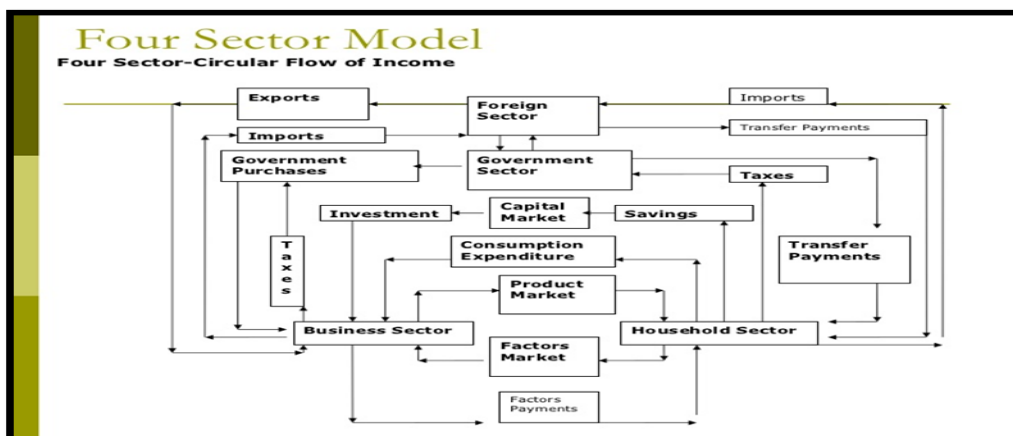 Four Sector Model
Four Sector-Circular Flow of Income
Exports
Foreign
Sector
Imports
Imports
Transfer Payments
Government
Purchases
Government
Sector
Taxes
Investment
Capital
Market
Savings
Taxes
Consumption
Expenditure
Transfer
Payments
Product
Market
Business Sector
Household Sector
Factors
Market
Factors
Payments